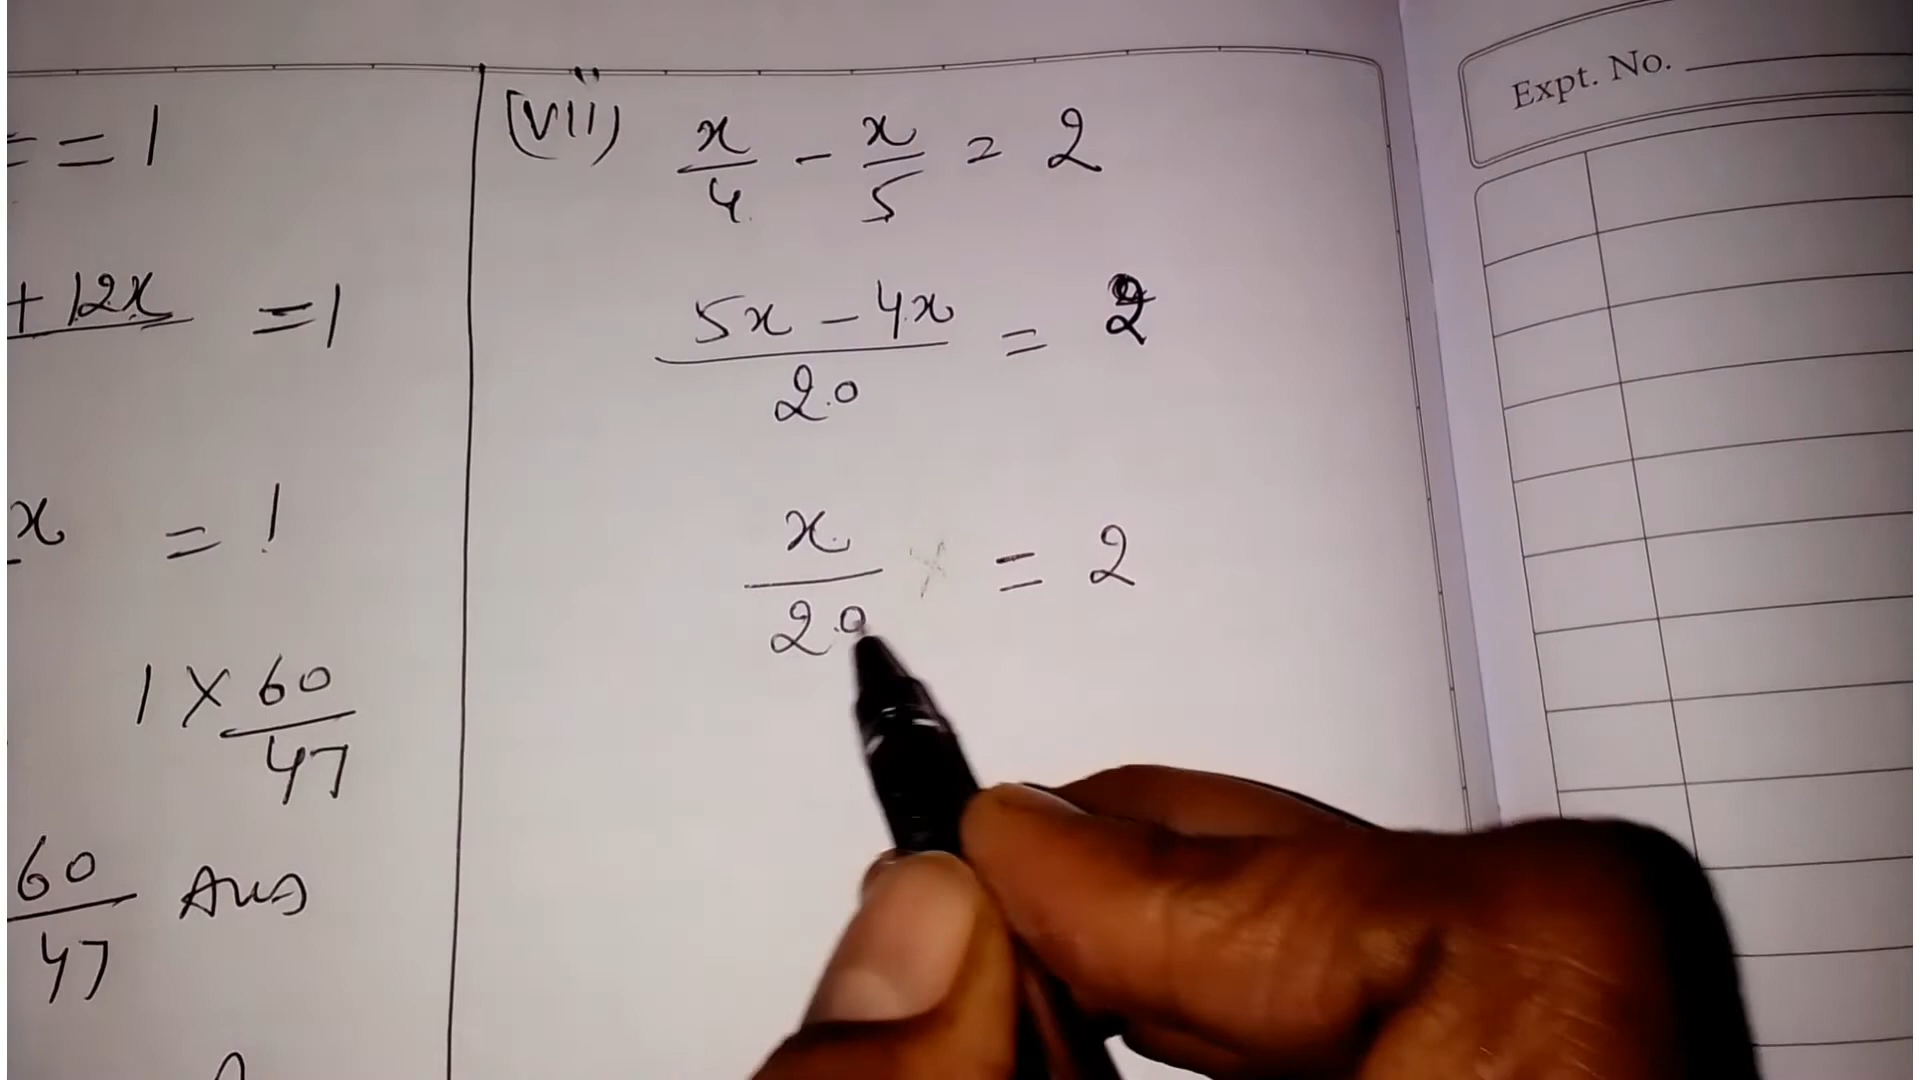 = = 1
+ 12x = 1
x = 1
1 × 60
47
60 Ans
47
(vii) x/4 - x/5 = 2
5x - 4x
20
= 2
x
20
= 2
Expt. No.